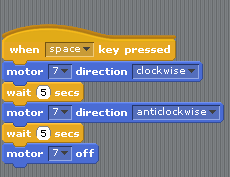 when space key pressed
motor 7 direction clockwise
wait 5 secs
motor 7 direction anticlockwise
wait 5 secs
motor 7 off